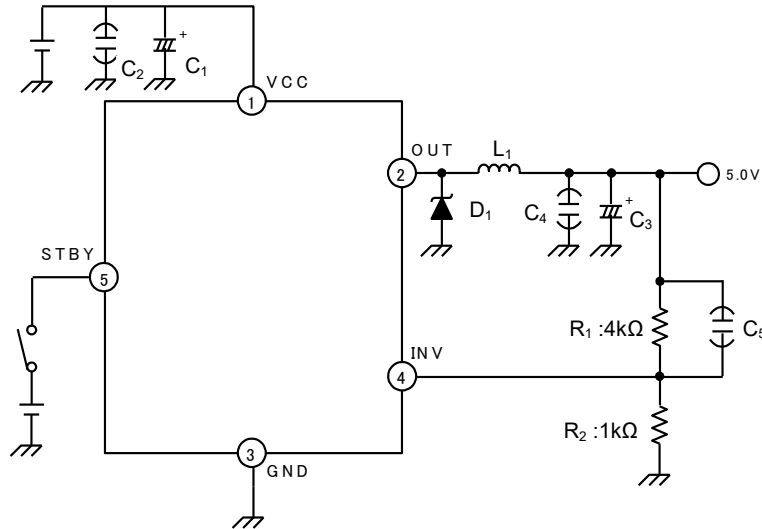 +
C2
C1
VCC
1
OUT
L1
2
5.0V
+
D1
C4
C3
STBY
5
R1 :4kΩ
C5
INV
4
R2 :1kΩ
3
GND